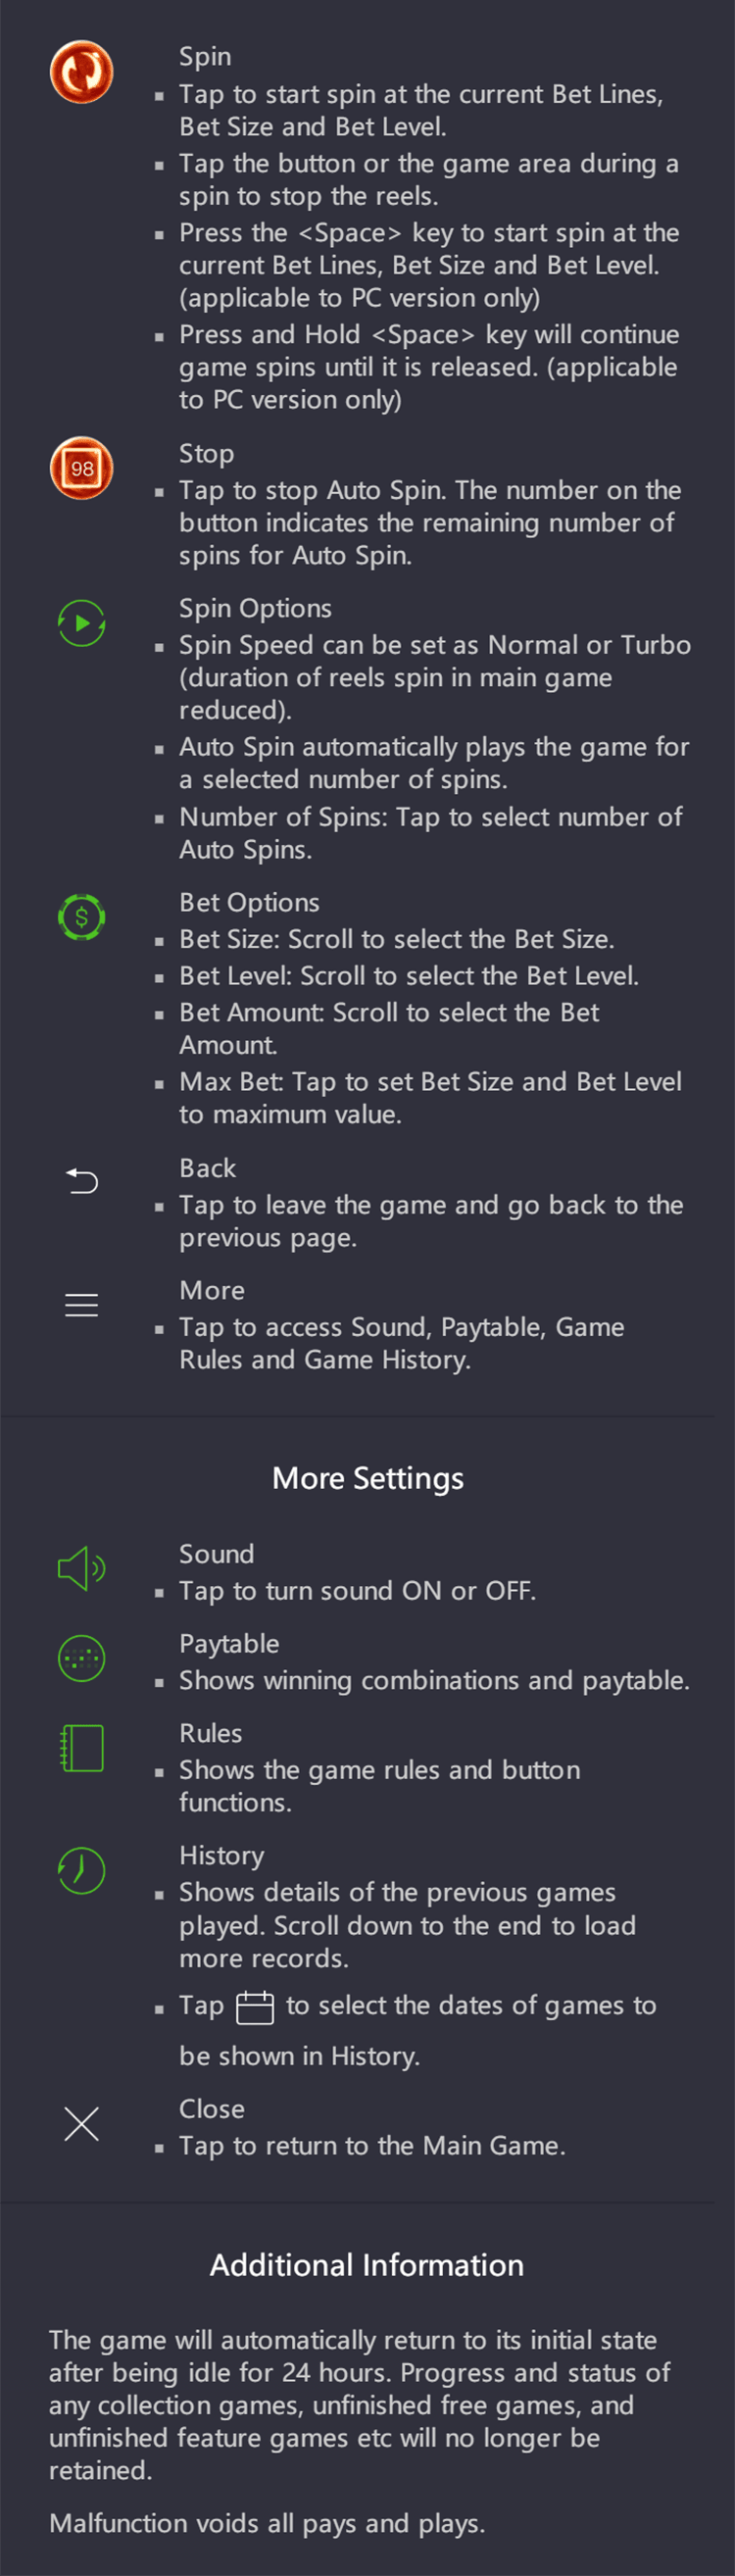 Spin
▪ Tap to start spin at the current Bet Lines,
Bet Size and Bet Level.
▪ Tap the button or the game area during a
spin to stop the reels.
▪ Press the <Space> key to start spin at the
current Bet Lines, Bet Size and Bet Level.
(applicable to PC version only)
▪ Press and Hold <Space> key will continue
game spins until it is released. (applicable
to PC version only)
98
Stop
▪ Tap to stop Auto Spin. The number on the
button indicates the remaining number of
spins for Auto Spin.
Spin Options
▪ Spin Speed can be set as Normal or Turbo
(duration of reels spin in main game
reduced).
▪ Auto Spin automatically plays the game for
a selected number of spins.
▪ Number of Spins: Tap to select number of
Auto Spins.
$
Bet Options
▪ Bet Size: Scroll to select the Bet Size.
▪ Bet Level: Scroll to select the Bet Level.
▪ Bet Amount: Scroll to select the Bet
Amount.
▪ Max Bet: Tap to set Bet Size and Bet Level
to maximum value.
Back
▪ Tap to leave the game and go back to the
previous page.
More
▪ Tap to access Sound, Paytable, Game
Rules and Game History.
More Settings
Sound
▪ Tap to turn sound ON or OFF.
Paytable
▪ Shows winning combinations and paytable.
Rules
▪ Shows the game rules and button
functions.
History
▪ Shows details of the previous games
played. Scroll down to the end to load
more records.
▪ Tap to select the dates of games to
be shown in History.
Close
▪ Tap to return to the Main Game.
Additional Information
The game will automatically return to its initial state
after being idle for 24 hours. Progress and status of
any collection games, unfinished free games, and
unfinished feature games etc will no longer be
retained.
Malfunction voids all pays and plays.